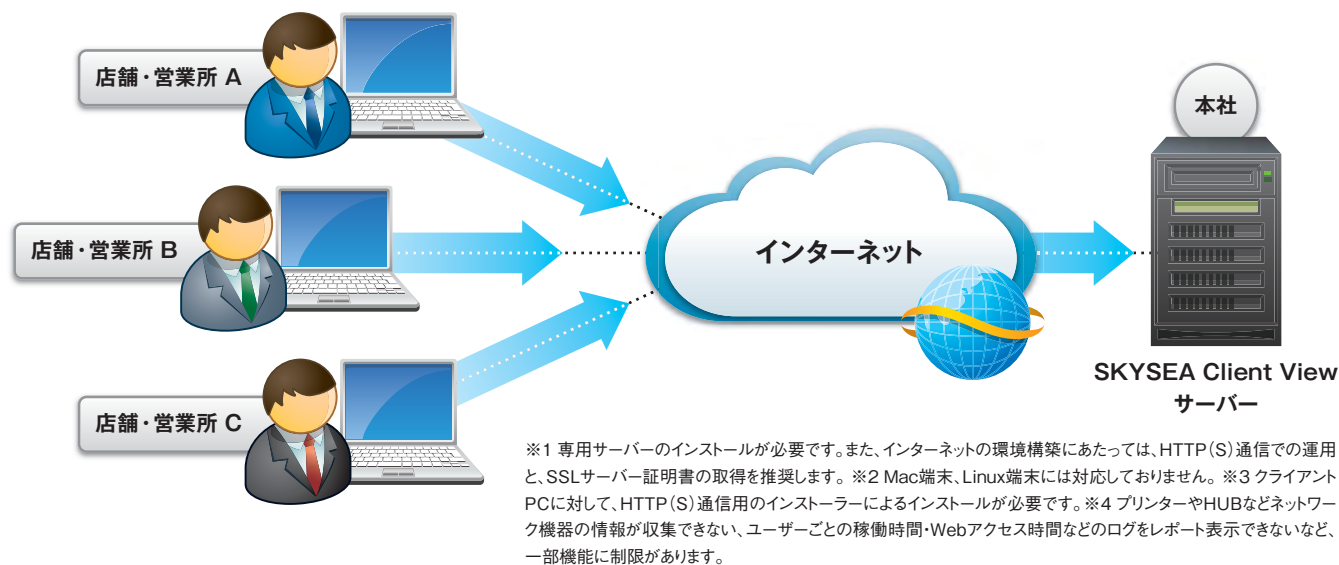 店舗・営業所 A
本社
店舗・営業所 B
インターネット
SKYSEA Client View
サーバー
店舗・営業所 C
※1 専用サーバーのインストールが必要です。また、インターネットの環境構築にあたっては、HTTP(S)通信での運用
と、SSLサーバー証明書の取得を推奨します。 ※2 Mac端末、Linux端末には対応しておりません。 ※3 クライアント
PCに対して、HTTP(S)通信用のインストーラーによるインストールが必要です。 ※4 プリンターやHUBなどネットワー
ク機器の情報が収集できない、ユーザーごとの稼働時間・Webアクセス時間などのログをレポート表示できないなど、
一部機能に制限があります。